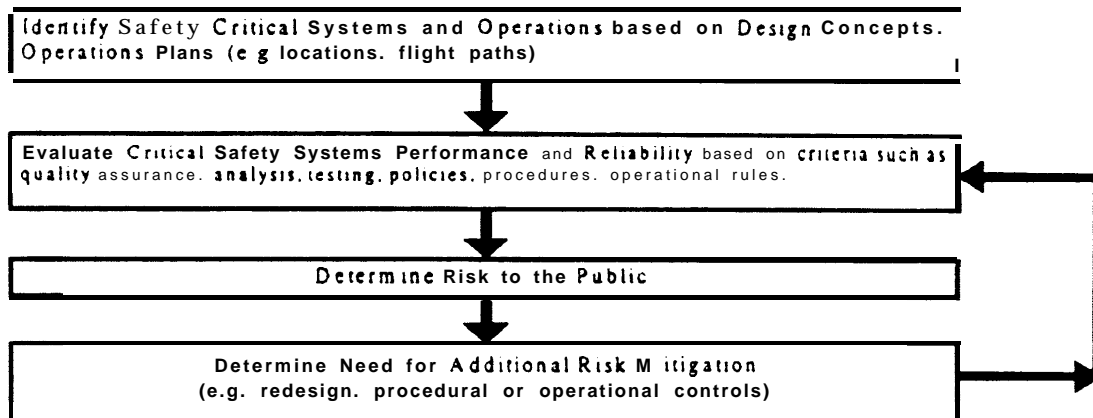 Identify Safety Critical Systems and Operations based on Design Concepts.
Operations Plans (e g locations. flight paths)
Evaluate Critical Safety Systems Performance and Reliability based on criteria such as
quality assurance. analysis, testing, policies, procedures. operational rules.
Determine Risk to the Public
Determine Need for Additional Risk Mitigation
(e.g. redesign. procedural or operational controls)